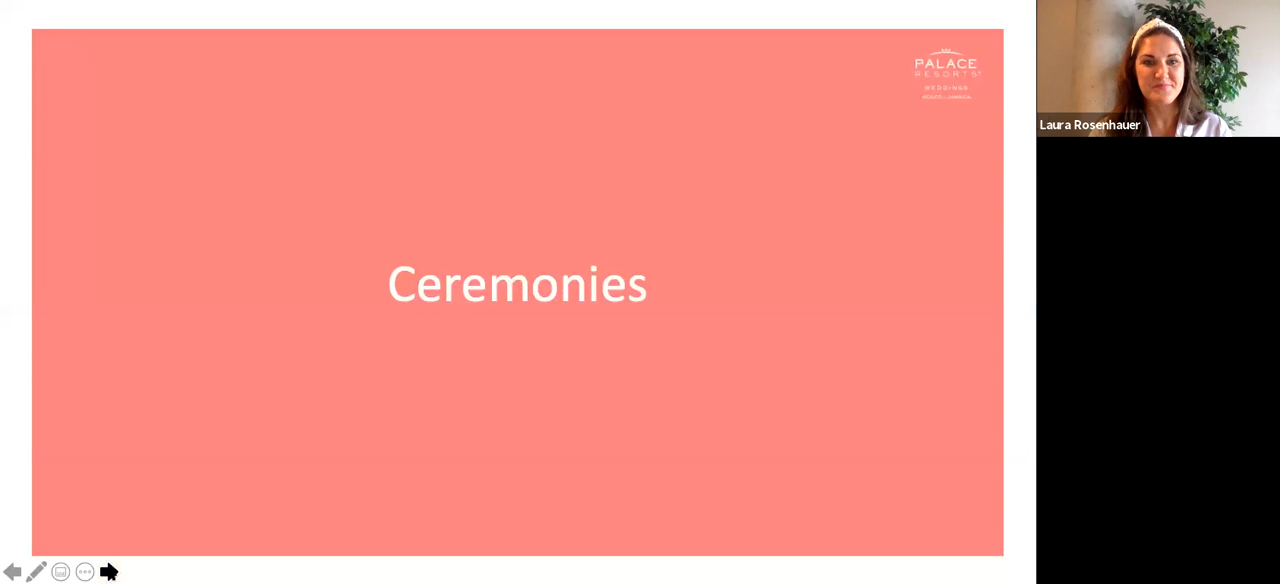 PALACE
RESORTS
WEDDINGS
Ceremonies
Laura Rosenhauer